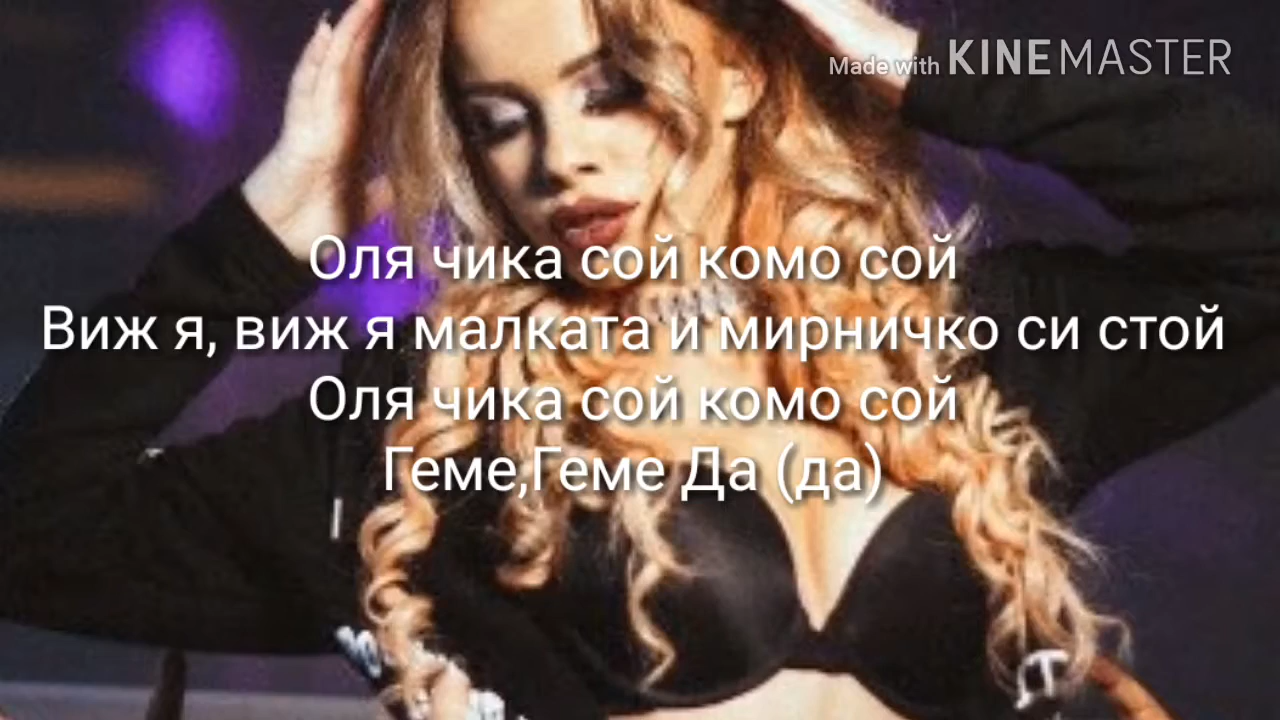 Made with KINEMASTER
Оля чика сой комо сой
Виж я, виж я малката и мирничко си стой
Оля чика сой комо сой
Геме,Геме Да (да)